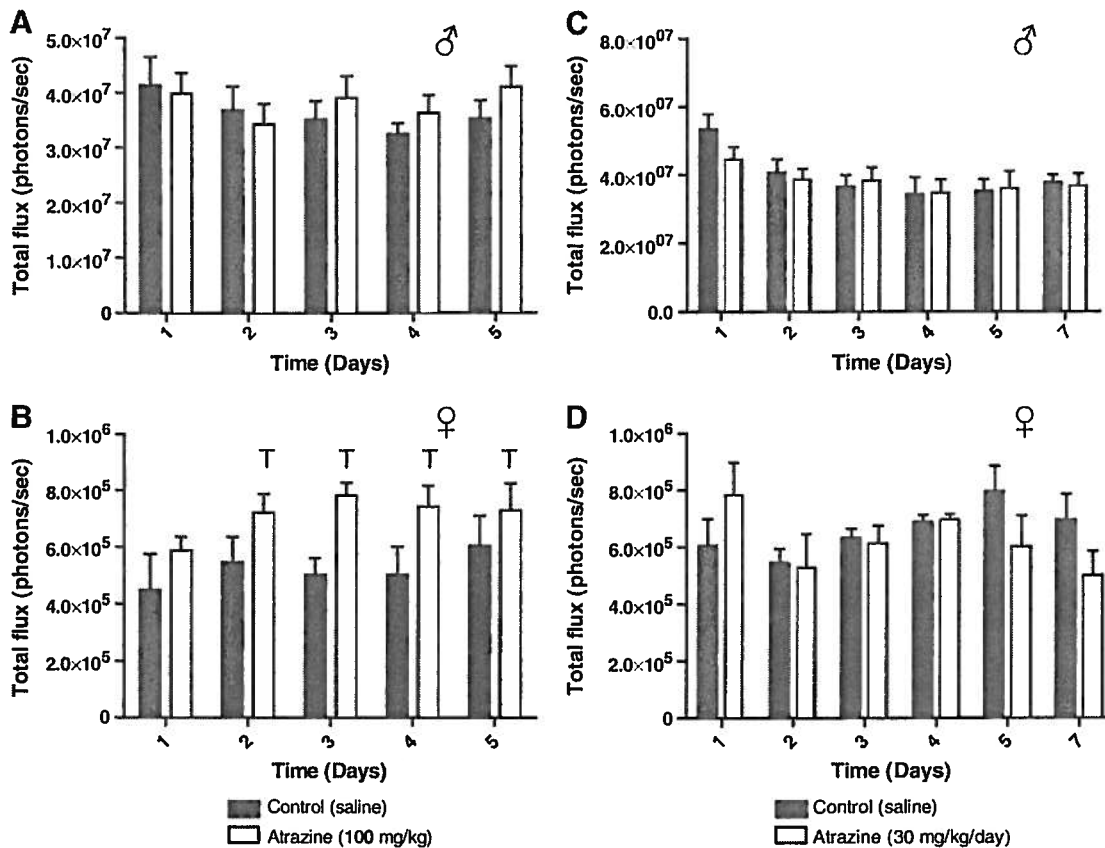 A
♂
Total flux (photons/sec)
5.0×10⁷
4.0×10⁷
3.0×10⁷
2.0×10⁷
1.0×10⁷
0
1 2 3 4 5
Time (Days)
C
♂
Total flux (photons/sec)
8.0×10⁰⁷
6.0×10⁰⁷
4.0×10⁰⁷
2.0×10⁰⁷
0.0
1 2 3 4 5 7
Time (Days)
B
♀
Total flux (photons/sec)
1.0×10⁶
8.0×10⁵
6.0×10⁵
4.0×10⁵
2.0×10⁵
0
T T T T
1 2 3 4 5
Time (Days)
Control (saline)
Atrazine (100 mg/kg)
D
♀
Total flux (photons/sec)
1.0×10⁶
8.0×10⁵
6.0×10⁵
4.0×10⁵
2.0×10⁵
0
1 2 3 4 5 7
Time (Days)
Control (saline)
Atrazine (30 mg/kg/day)